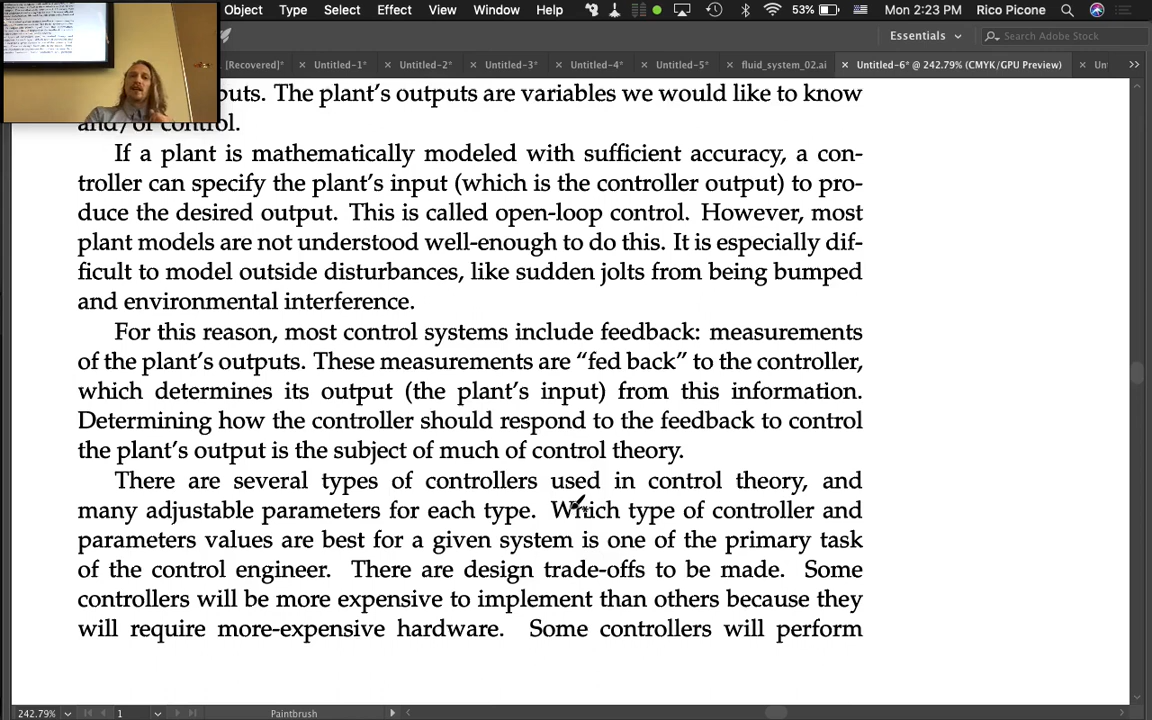 Object Type Select Effect View Window Help 53% Mon 2:23 PM Rico Picone
Essentials Search Adobe Stock
[Recovered]* × Untitled-1* × Untitled-2* × Untitled-3* × Untitled-4* × Untitled-5* × fluid_system_02.ai × Untitled-6* @ 242.79% (CMYK/GPU Preview) × Un
puts. The plant's outputs are variables we would like to know
and/or control.
If a plant is mathematically modeled with sufficient accuracy, a con-
troller can specify the plant's input (which is the controller output) to pro-
duce the desired output. This is called open-loop control. However, most
plant models are not understood well-enough to do this. It is especially dif-
ficult to model outside disturbances, like sudden jolts from being bumped
and environmental interference.
For this reason, most control systems include feedback: measurements
of the plant's outputs. These measurements are “fed back” to the controller,
which determines its output (the plant's input) from this information.
Determining how the controller should respond to the feedback to control
the plant's output is the subject of much of control theory.
There are several types of controllers used in control theory, and
many adjustable parameters for each type. Which type of controller and
parameters values are best for a given system is one of the primary task
of the control engineer. There are design trade-offs to be made. Some
controllers will be more expensive to implement than others because they
will require more-expensive hardware. Some controllers will perform
242.79% 1 Paintbrush